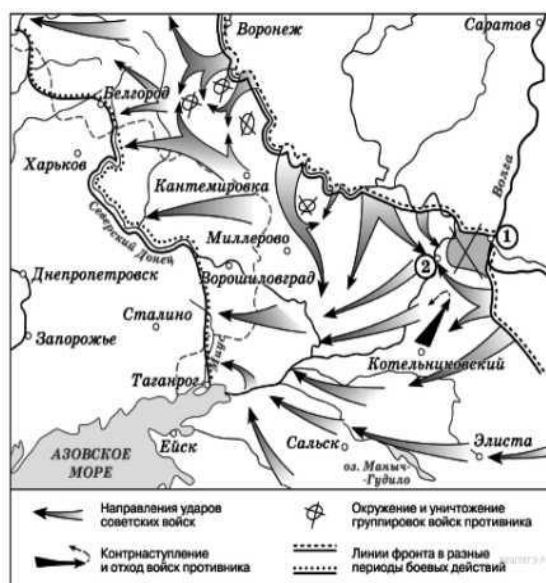 Воронеж
Саратов
Белгород
Волга
Харьков
Кантемировка
Северский Донец
1
Миллерово
2
Днепропетровск
Ворошиловград
Сталино
Запорожье
Котельниковский
Миус
Таганрог
АЗОВСКОЕ
МОРЕ
Ейск
Сальск
Элиста
оз. Маныч-
-Гудило
Направления ударов
советских войск
Окружение и уничтожение
группировок войск противника
Контрнаступление
и отход войск противника
Линии фронта в разные
периоды боевых действий